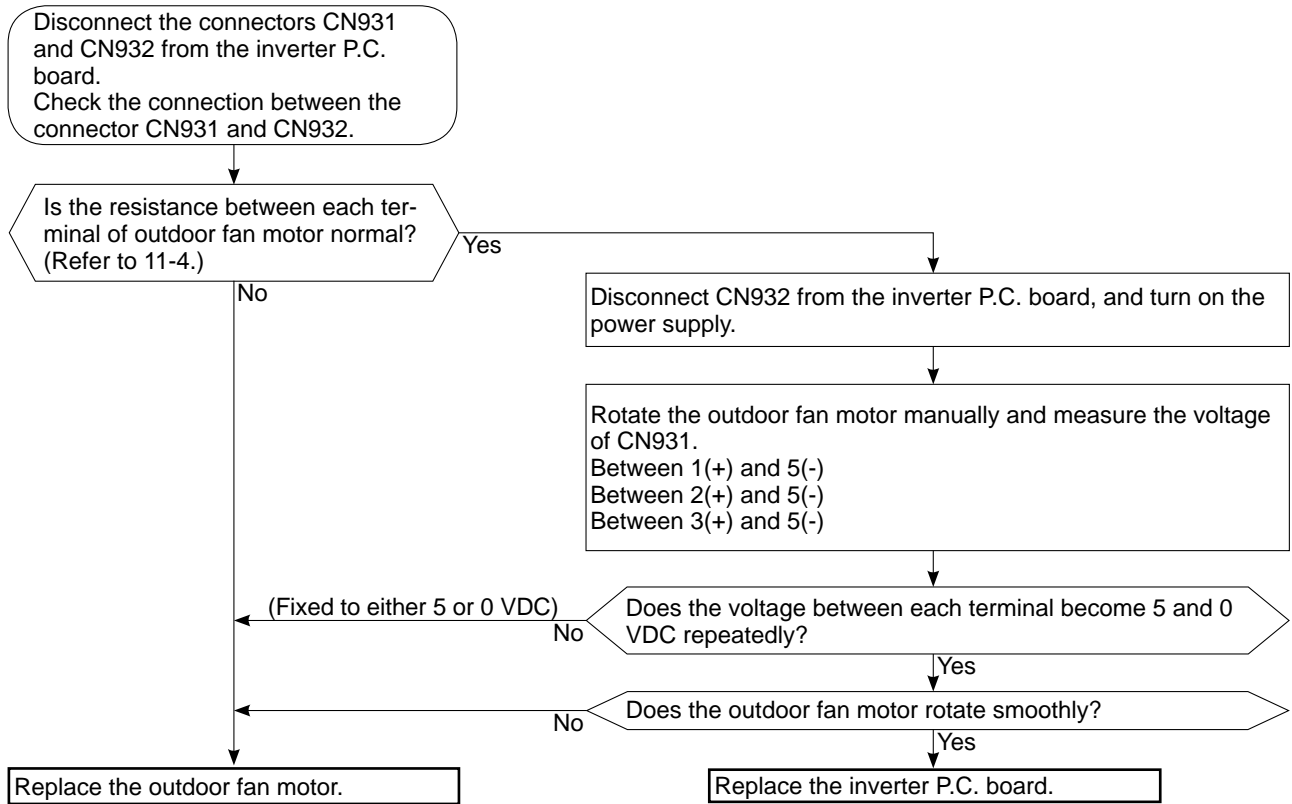 Disconnect the connectors CN931
and CN932 from the inverter P.C.
board.
Check the connection between the
connector CN931 and CN932.
Is the resistance between each ter-
minal of outdoor fan motor normal?
(Refer to 11-4.)
Yes
No
Disconnect CN932 from the inverter P.C. board, and turn on the
power supply.
Rotate the outdoor fan motor manually and measure the voltage
of CN931.
Between 1(+) and 5(-)
Between 2(+) and 5(-)
Between 3(+) and 5(-)
(Fixed to either 5 or 0 VDC)
No
Does the voltage between each terminal become 5 and 0
VDC repeatedly?
Yes
No
Does the outdoor fan motor rotate smoothly?
Yes
Replace the outdoor fan motor.
Replace the inverter P.C. board.